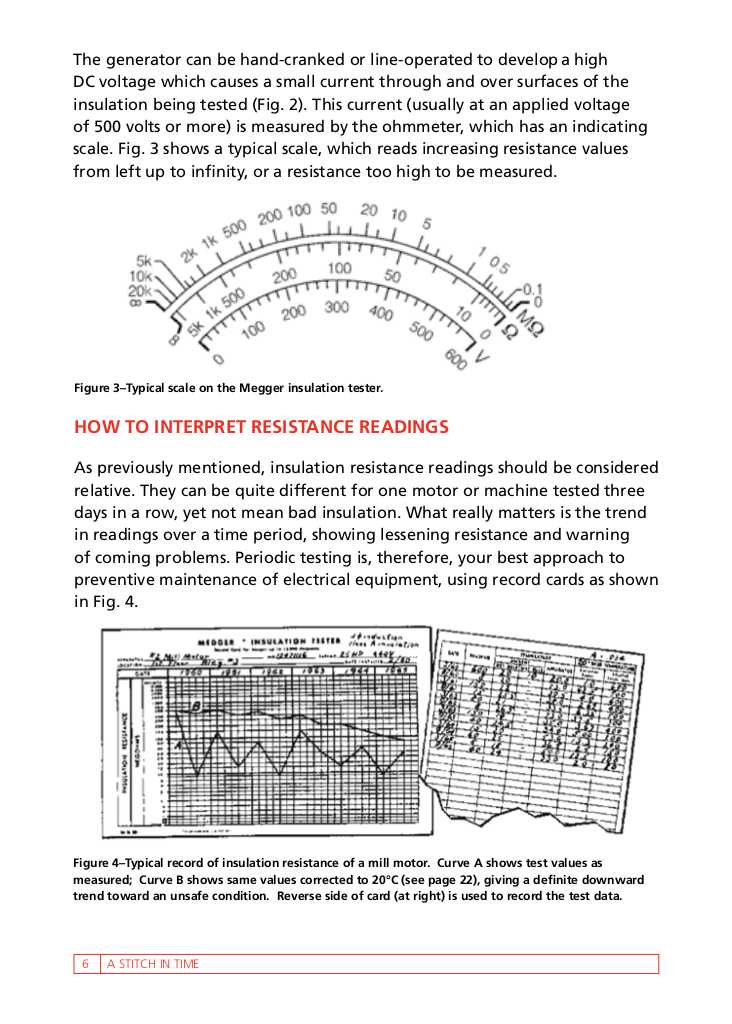 The generator can be hand-cranked or line-operated to develop a high
DC voltage which causes a small current through and over surfaces of the
insulation being tested (Fig. 2). This current (usually at an applied voltage
of 500 volts or more) is measured by the ohmmeter, which has an indicating
scale. Fig. 3 shows a typical scale, which reads increasing resistance values
from left up to infinity, or a resistance too high to be measured.
∞ 20k 10k 5k 2k 1k 500 200 100 50 20 10 5 1 0.5 0.1 0 MΩ
∞ 5k 1k 500 200 100 50 10 0 Ω
0 100 200 300 400 500 600 V
Figure 3–Typical scale on the Megger insulation tester.
HOW TO INTERPRET RESISTANCE READINGS
As previously mentioned, insulation resistance readings should be considered
relative. They can be quite different for one motor or machine tested three
days in a row, yet not mean bad insulation. What really matters is the trend
in readings over a time period, showing lessening resistance and warning
of coming problems. Periodic testing is, therefore, your best approach to
preventive maintenance of electrical equipment, using record cards as shown
in Fig. 4.
MEGGER INSULATION TESTER
#2 Mill Motor
DATE
B
A
INSULATION RESISTANCE
MEGOHMS
DATE
Figure 4–Typical record of insulation resistance of a mill motor. Curve A shows test values as
measured; Curve B shows same values corrected to 20°C (see page 22), giving a definite downward
trend toward an unsafe condition. Reverse side of card (at right) is used to record the test data.
6 A STITCH IN TIME